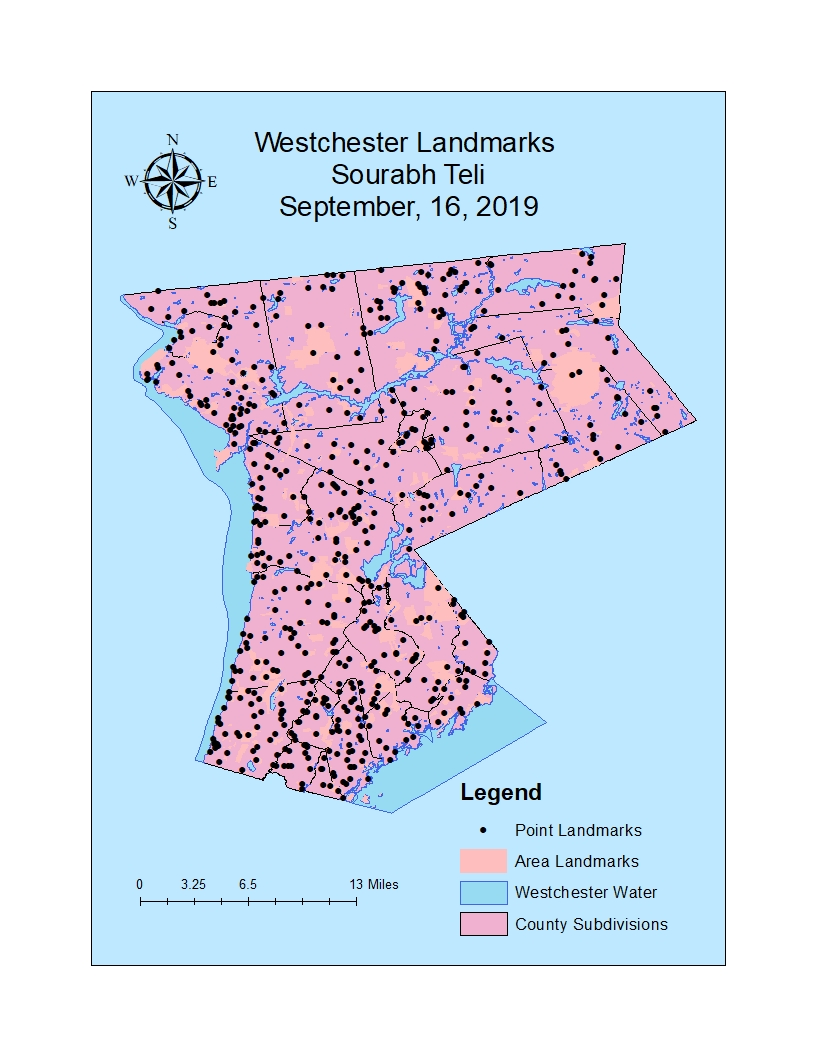 N
Westchester Landmarks
W E
Sourabh Teli
September, 16, 2019
S
Legend
Point Landmarks
Area Landmarks
0 3.25 6.5 13 Miles
Westchester Water
County Subdivisions